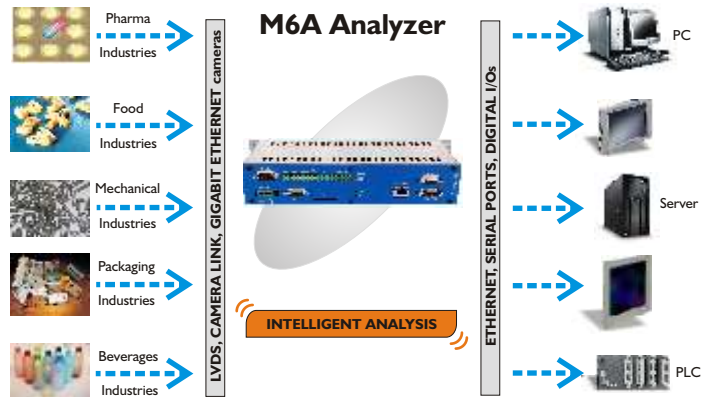 M6A Analyzer
Pharma
Industries
Food
Industries
Mechanical
Industries
Packaging
Industries
Beverages
Industries
LVDS, CAMERA LINK, GIGABIT ETHERNET cameras
INTELLIGENT ANALYSIS
ETHERNET, SERIAL PORTS, DIGITAL I/Os
PC
Server
PLC